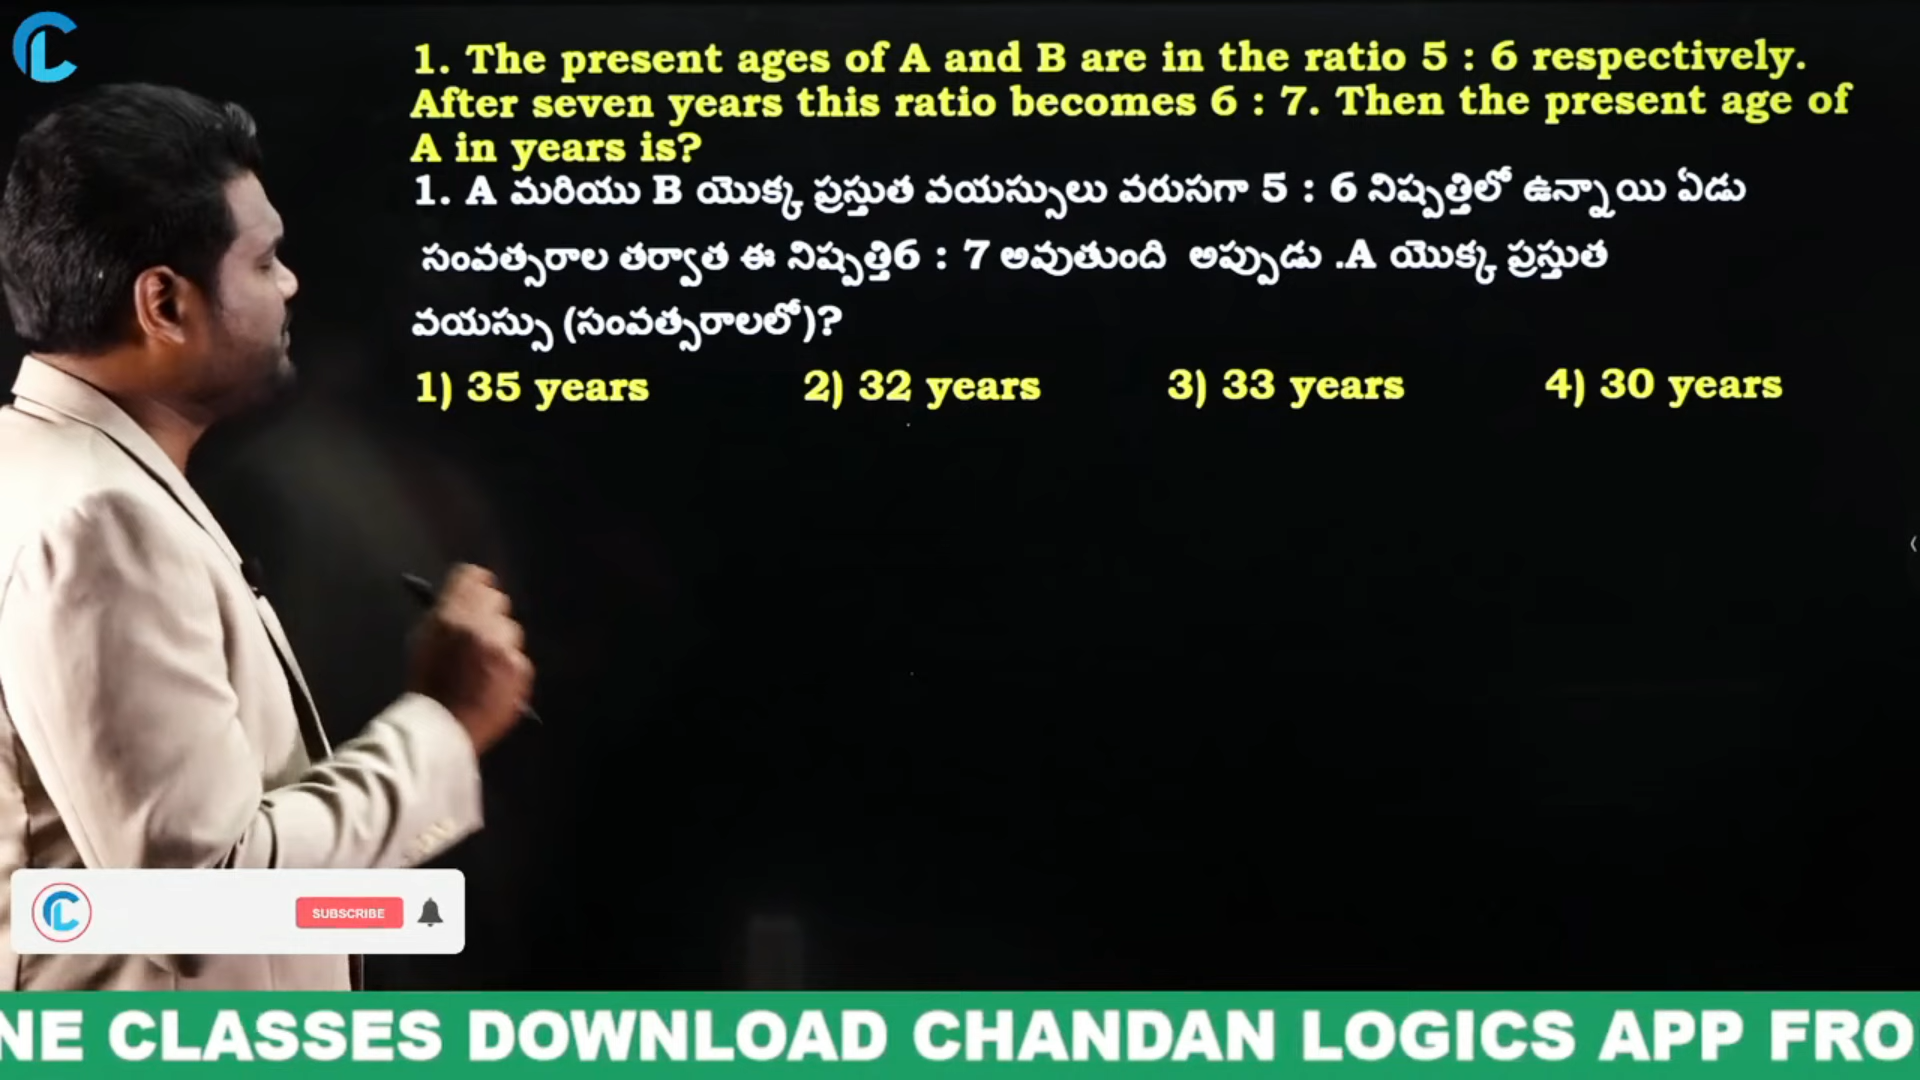 1. The present ages of A and B are in the ratio 5 : 6 respectively.
After seven years this ratio becomes 6 : 7. Then the present age of
A in years is?
1. A మరియు B యొక్క ప్రస్తుత వయస్సులు వరుసగా 5 : 6 నిష్పత్తిలో ఉన్నాయి ఏడు
సంవత్సరాల తర్వాత ఈ నిష్పత్తి6 : 7 అవుతుంది అప్పుడు .A యొక్క ప్రస్తుత
వయస్సు (సంవత్సరాలలో)?
1) 35 years 2) 32 years 3) 33 years 4) 30 years
SUBSCRIBE
NE CLASSES DOWNLOAD CHANDAN LOGICS APP FRO